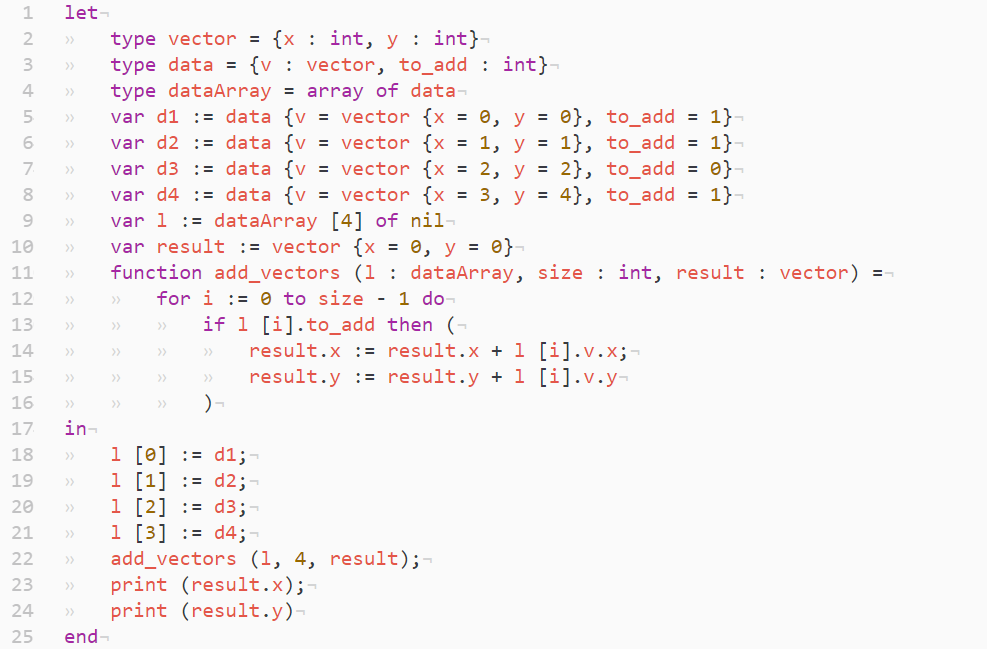 1 let¬
2 » type vector = {x : int, y : int}¬
3 » type data = {v : vector, to_add : int}¬
4 » type dataArray = array of data¬
5 » var d1 := data {v = vector {x = 0, y = 0}, to_add = 1}¬
6 » var d2 := data {v = vector {x = 1, y = 1}, to_add = 1}¬
7 » var d3 := data {v = vector {x = 2, y = 2}, to_add = 0}¬
8 » var d4 := data {v = vector {x = 3, y = 4}, to_add = 1}¬
9 » var l := dataArray [4] of nil¬
10 » var result := vector {x = 0, y = 0}¬
11 » function add_vectors (l : dataArray, size : int, result : vector) =¬
12 » » for i := 0 to size - 1 do¬
13 » » » if l [i].to_add then (¬
14 » » » » result.x := result.x + l [i].v.x;¬
15 » » » » result.y := result.y + l [i].v.y¬
16 » » » )¬
17 in¬
18 » l [0] := d1;¬
19 » l [1] := d2;¬
20 » l [2] := d3;¬
21 » l [3] := d4;¬
22 » add_vectors (l, 4, result);¬
23 » print (result.x);¬
24 » print (result.y)¬
25 end¬